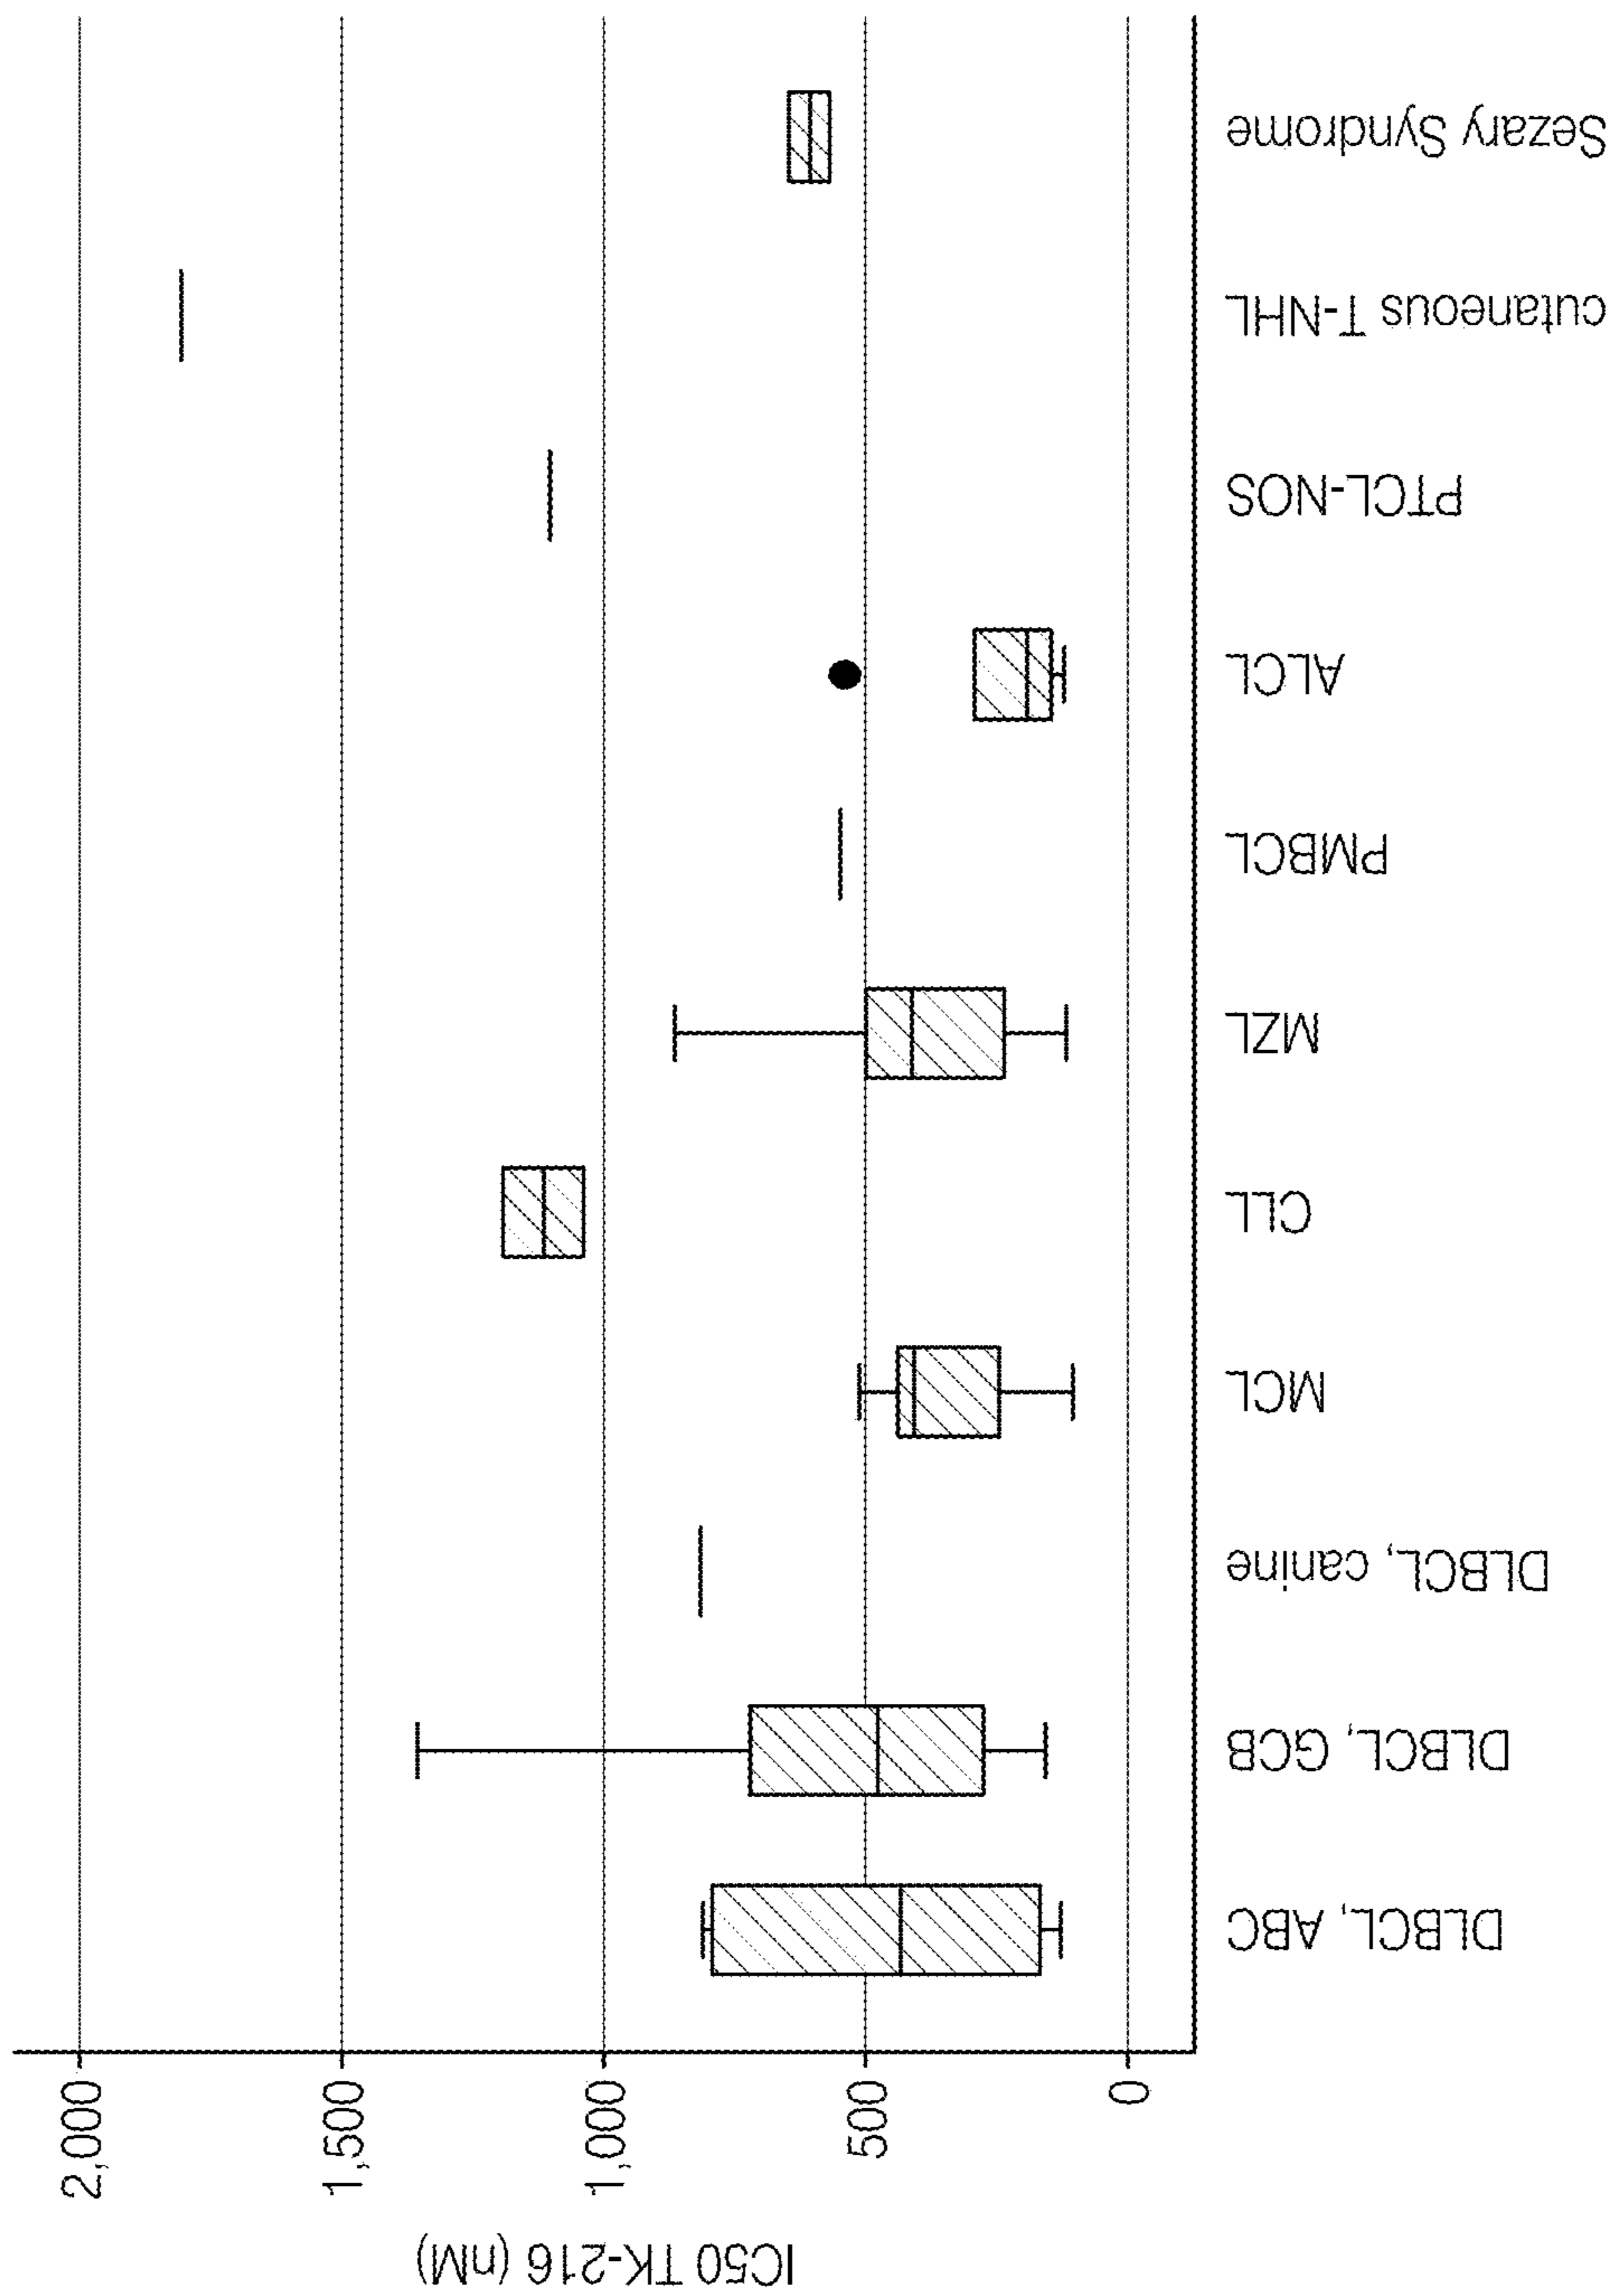 IC50 TK-216 (nM)
2,000
1,500
1,000
500
0
DLBCL, ABC
DLBCL, GCB
DLBCL, canine
MCL
CLL
MZL
PMBCL
ALCL
PTCL-NOS
cutaneous T-NHL
Sezary Syndrome